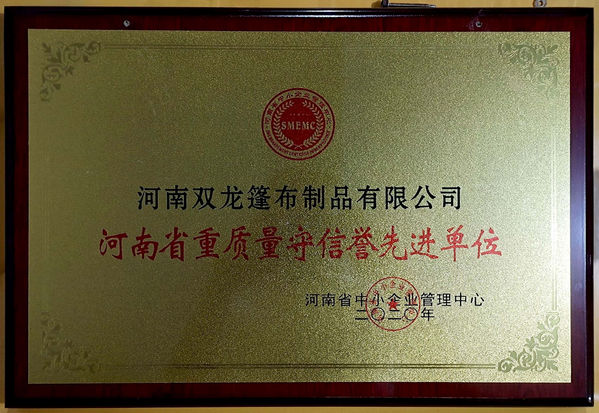 SMEMC
河南双龙篷布制品有限公司
河南省重质量守信誉先进单位
河南省中小企业管理中心
二〇二〇年